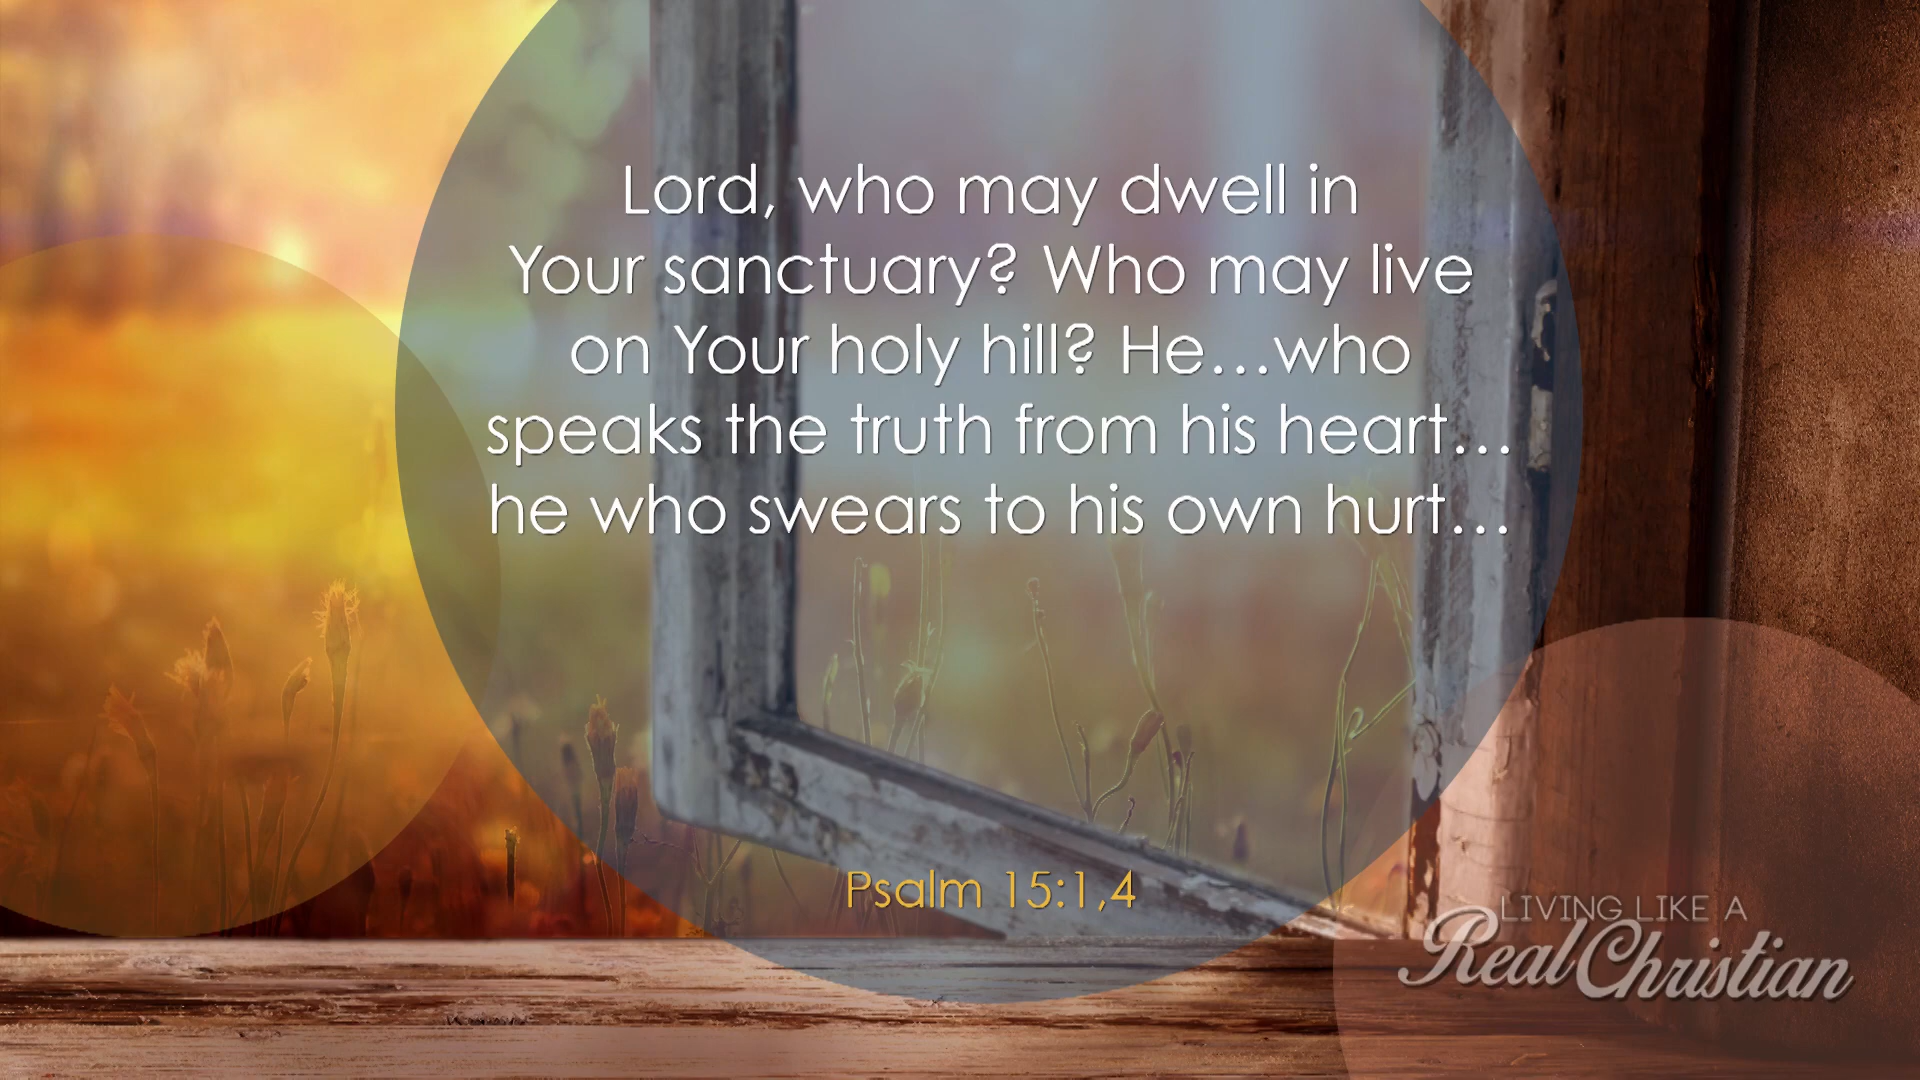 Lord, who may dwell in
Your sanctuary? Who may live
on Your holy hill? He...who
speaks the truth from his heart...
he who swears to his own hurt...
Psalm 15:1,4
LIVING LIKE A
Real Christian